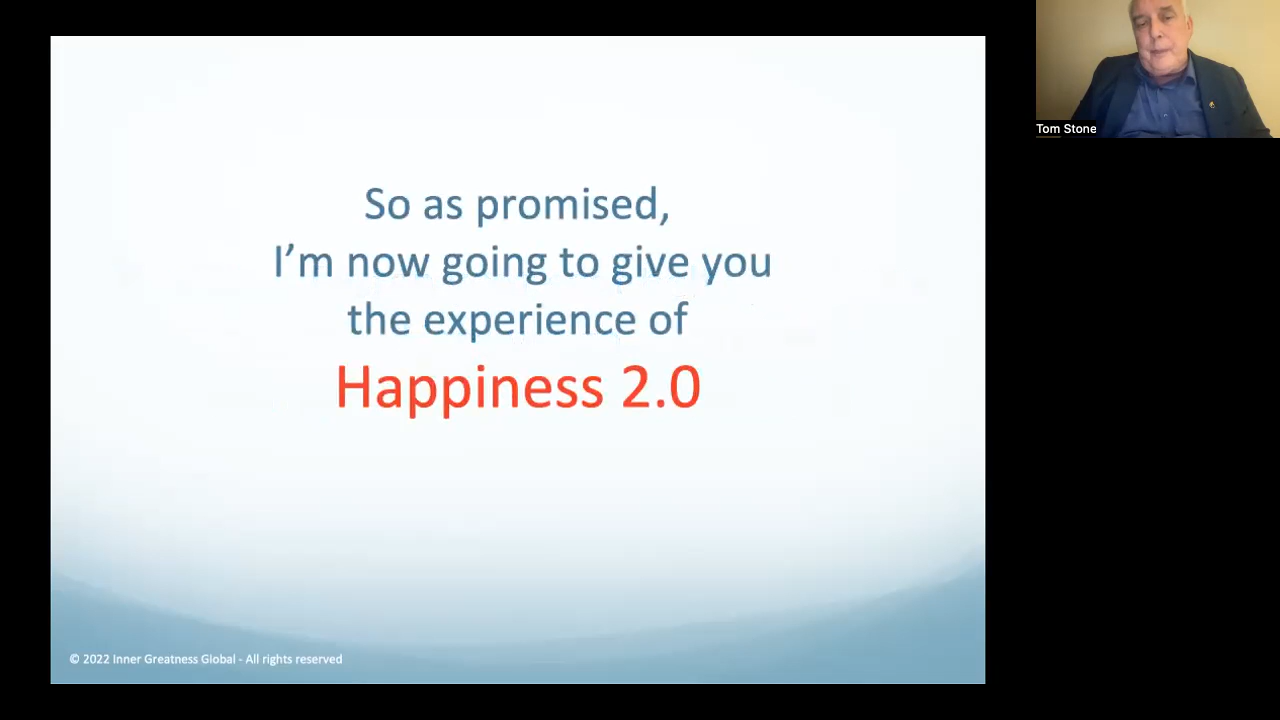 So as promised,
I’m now going to give you
the experience of
Happiness 2.0
© 2022 Inner Greatness Global - All rights reserved
Tom Stone